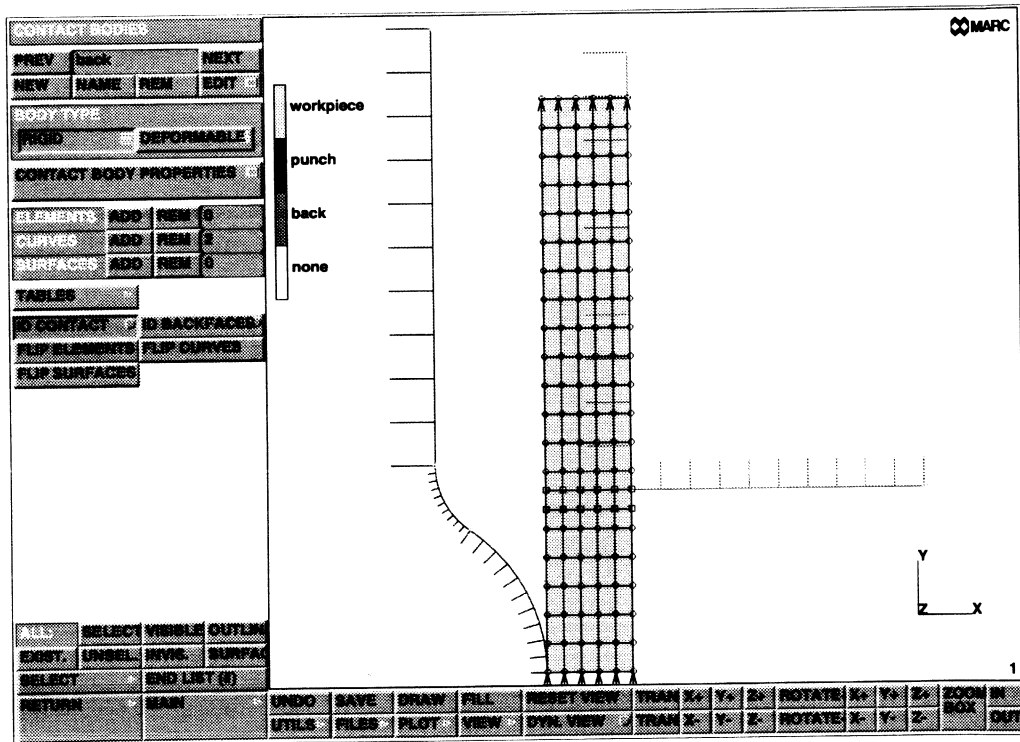 CONTACT BODIES
PREV back NEXT
NEW NAME REM EDIT
BODY TYPE
RIGID DEFORMABLE
CONTACT BODY PROPERTIES
ELEMENTS ADD REM 0
CURVES ADD REM 2
SURFACES ADD REM 0
TABLES
ID CONTACT ID BACKFACES
FLIP ELEMENTS FLIP CURVES
FLIP SURFACES
workpiece
punch
back
none
MARC
Y
Z X
1
ALL: SELECT VISIBLE OUTLIN
EXIST. UNSEL. INVIS. SURFAC
SELECT END LIST (#)
RETURN MAIN
UNDO SAVE DRAW FILL RESET VIEW TRAN X+ Y+ Z+ ROTATE X+ Y+ Z+ ZOOM IN
UTILS FILES PLOT VIEW DYN. VIEW TRAN X- Y- Z- ROTATE X- Y- Z- BOX OUT